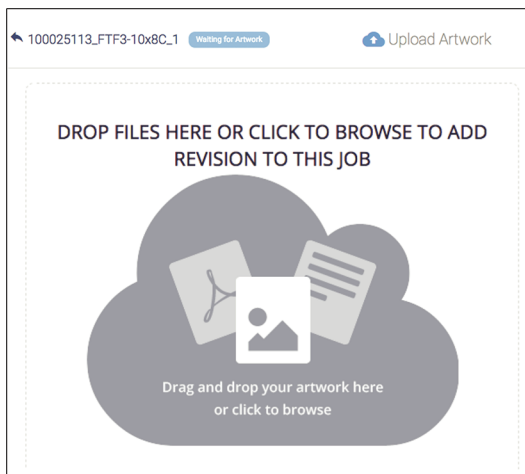 100025113_FTF3-10x8C_1 Waiting for Artwork Upload Artwork
DROP FILES HERE OR CLICK TO BROWSE TO ADD
REVISION TO THIS JOB
Drag and drop your artwork here
or click to browse